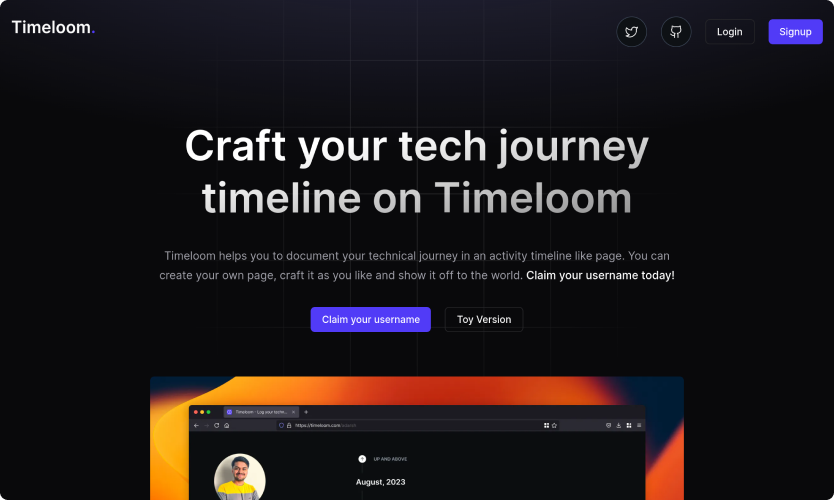 Timeloom.
Login
Signup
Craft your tech journey
timeline on Timeloom
Timeloom helps you to document your technical journey in an activity timeline like page. You can
create your own page, craft it as you like and show it off to the world. Claim your username today!
Claim your username
Toy Version
Timeloom - Log your techn...
https://timeloom.com/
UP AND ABOVE
August, 2023